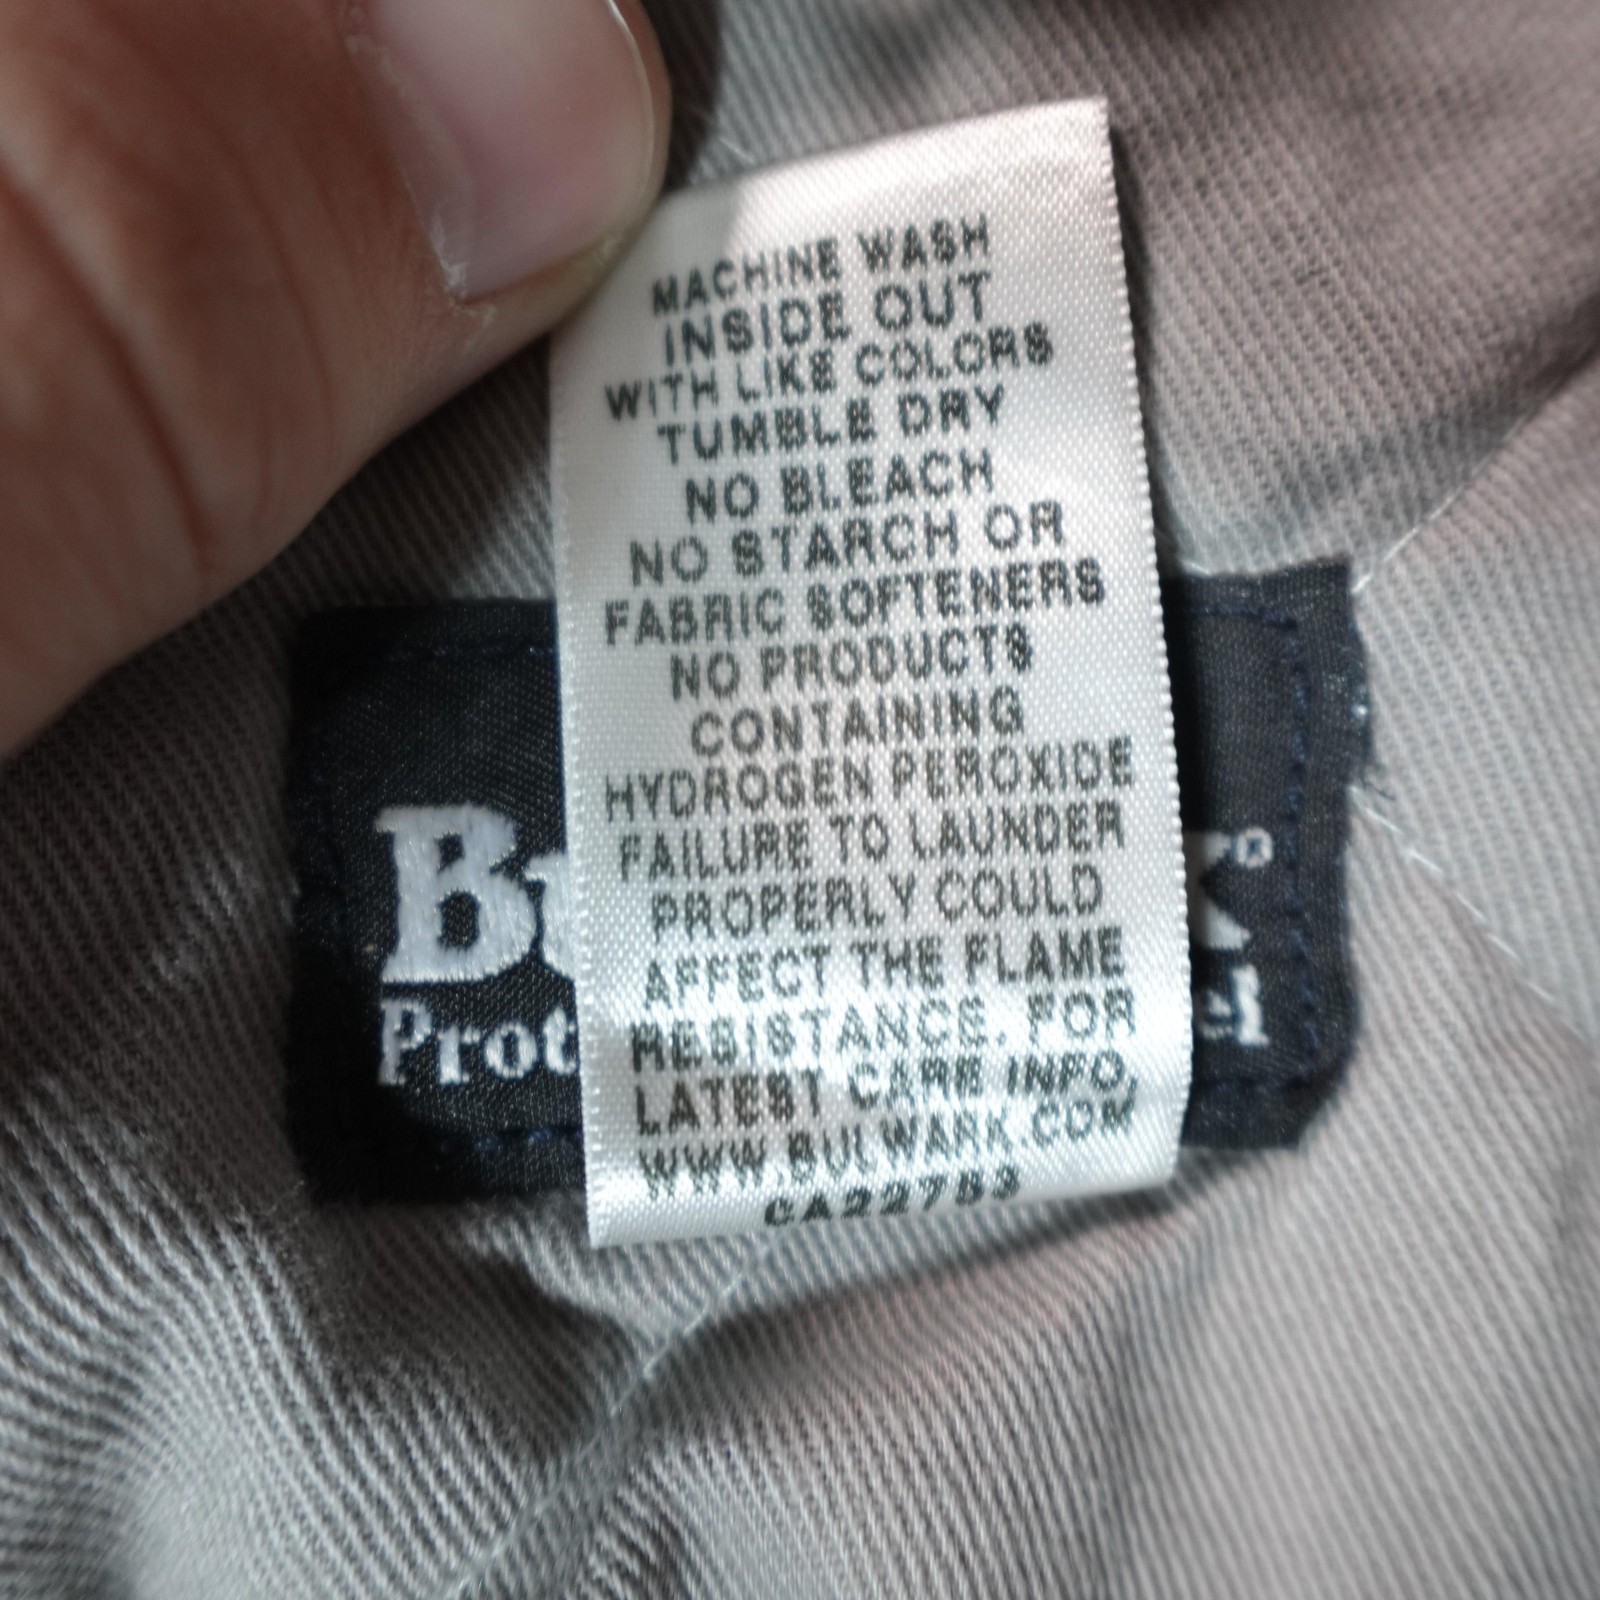 MACHINE WASH
INSIDE OUT
WITH LIKE COLORS
TUMBLE DRY
NO BLEACH
NO STARCH OR
FABRIC SOFTENERS
NO PRODUCTS
CONTAINING
HYDROGEN PEROXIDE
FAILURE TO LAUNDER
PROPERLY COULD
AFFECT THE FLAME
RESISTANCE. FOR
LATEST CARE INFO,
WWW.BULWARK.COM
CA22753